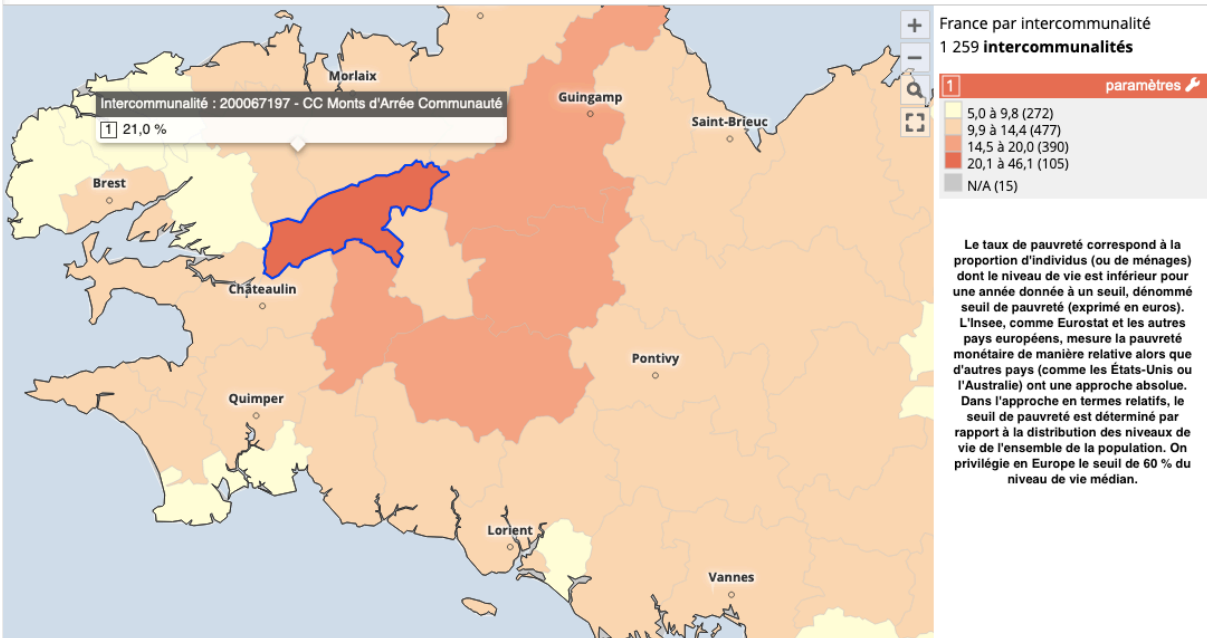 France par intercommunalité
1 259 intercommunalités
1 paramètres
5,0 à 9,8 (272)
9,9 à 14,4 (477)
14,5 à 20,0 (390)
20,1 à 46,1 (105)
N/A (15)
Le taux de pauvreté correspond à la
proportion d'individus (ou de ménages)
dont le niveau de vie est inférieur pour
une année donnée à un seuil, dénommé
seuil de pauvreté (exprimé en euros).
L'Insee, comme Eurostat et les autres
pays européens, mesure la pauvreté
monétaire de manière relative alors que
d'autres pays (comme les États-Unis ou
l'Australie) ont une approche absolue.
Dans l'approche en termes relatifs, le
seuil de pauvreté est déterminé par
rapport à la distribution des niveaux de
vie de l'ensemble de la population. On
privilégie en Europe le seuil de 60 % du
niveau de vie médian.
Morlaix
Intercommunalité : 200067197 - CC Monts d'Arrée Communauté
1 21,0 %
Guingamp
Saint-Brieuc
Brest
Châteaulin
Pontivy
Quimper
Lorient
Vannes